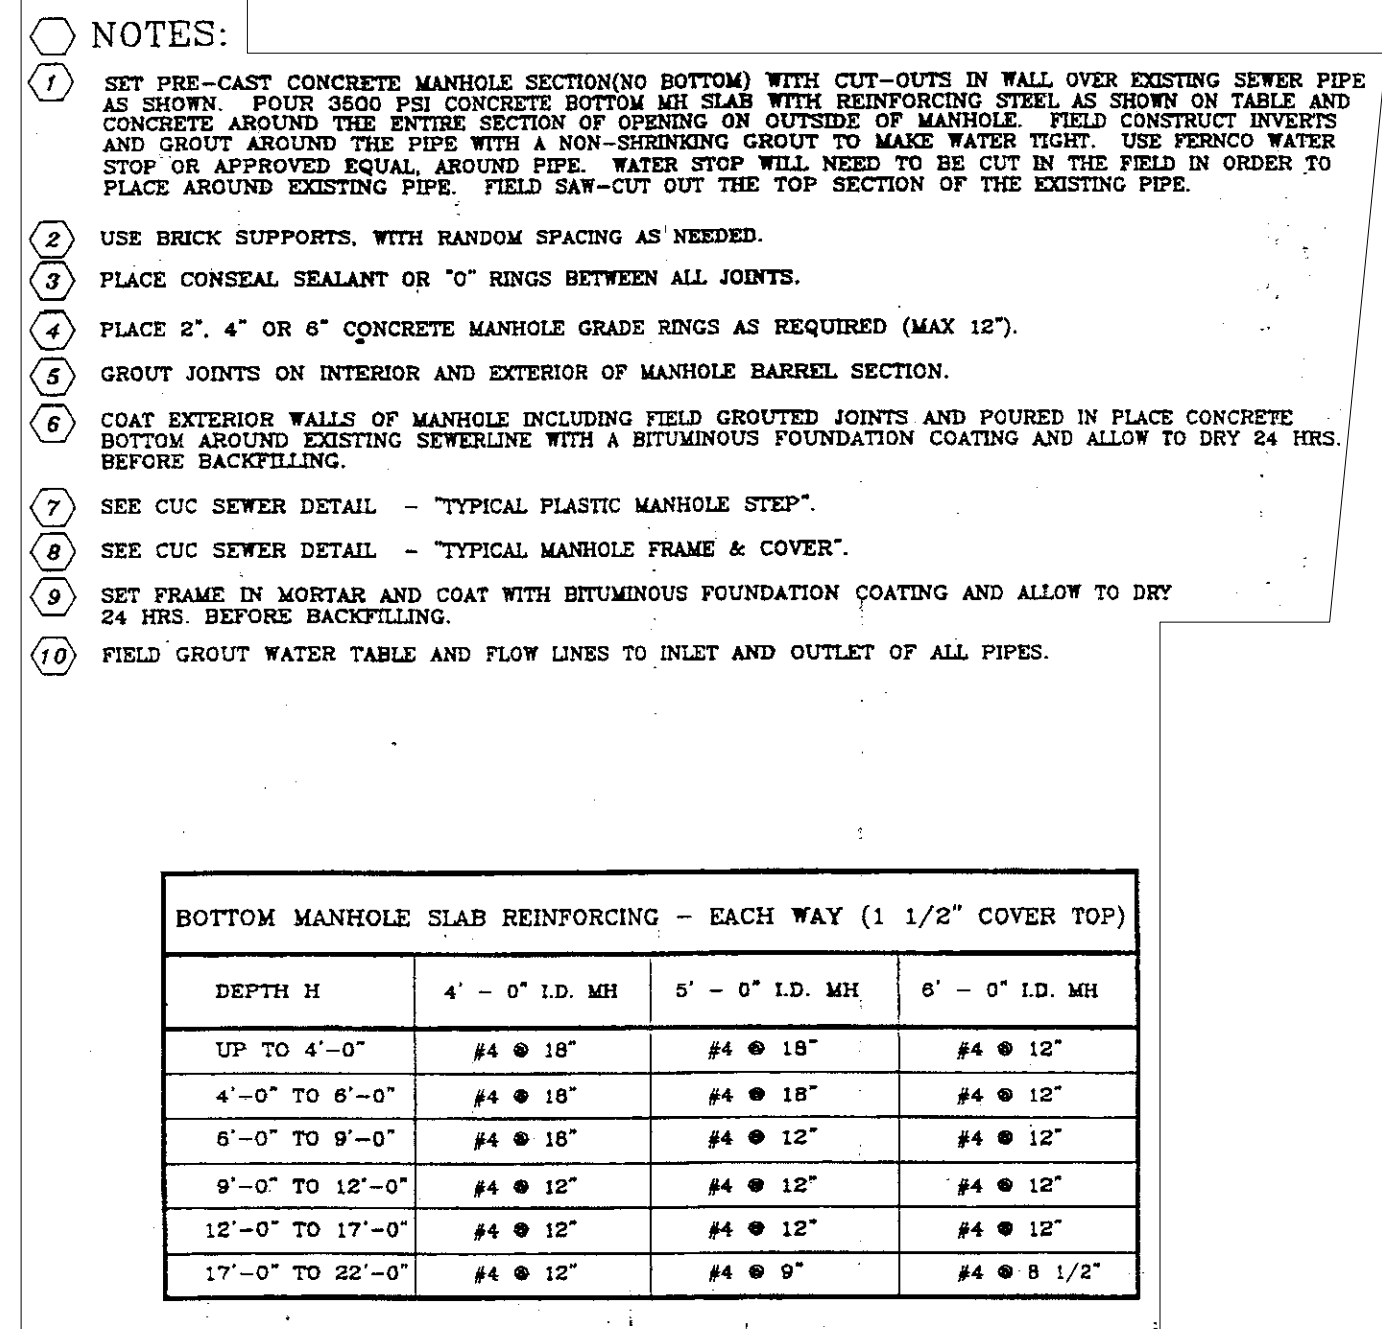 NOTES:
1 SET PRE-CAST CONCRETE MANHOLE SECTION(NO BOTTOM) WITH CUT-OUTS IN WALL OVER EXISTING SEWER PIPE
AS SHOWN. POUR 3500 PSI CONCRETE BOTTOM MH SLAB WITH REINFORCING STEEL AS SHOWN ON TABLE AND
CONCRETE AROUND THE ENTIRE SECTION OF OPENING ON OUTSIDE OF MANHOLE. FIELD CONSTRUCT INVERTS
AND GROUT AROUND THE PIPE WITH A NON-SHRINKING GROUT TO MAKE WATER TIGHT. USE FERNCO WATER
STOP OR APPROVED EQUAL, AROUND PIPE. WATER STOP WILL NEED TO BE CUT IN THE FIELD IN ORDER TO
PLACE AROUND EXISTING PIPE. FIELD SAW-CUT OUT THE TOP SECTION OF THE EXISTING PIPE.
2 USE BRICK SUPPORTS, WITH RANDOM SPACING AS NEEDED.
3 PLACE CONSEAL SEALANT OR "O" RINGS BETWEEN ALL JOINTS.
4 PLACE 2", 4" OR 6" CONCRETE MANHOLE GRADE RINGS AS REQUIRED (MAX 12").
5 GROUT JOINTS ON INTERIOR AND EXTERIOR OF MANHOLE BARREL SECTION.
6 COAT EXTERIOR WALLS OF MANHOLE INCLUDING FIELD GROUTED JOINTS AND POURED IN PLACE CONCRETE
BOTTOM AROUND EXISTING SEWERLINE WITH A BITUMINOUS FOUNDATION COATING AND ALLOW TO DRY 24 HRS.
BEFORE BACKFILLING.
7 SEE CUC SEWER DETAIL - "TYPICAL PLASTIC MANHOLE STEP".
8 SEE CUC SEWER DETAIL - "TYPICAL MANHOLE FRAME & COVER".
9 SET FRAME IN MORTAR AND COAT WITH BITUMINOUS FOUNDATION COATING AND ALLOW TO DRY
24 HRS. BEFORE BACKFILLING.
10 FIELD GROUT WATER TABLE AND FLOW LINES TO INLET AND OUTLET OF ALL PIPES.
BOTTOM MANHOLE SLAB REINFORCING - EACH WAY (1 1/2" COVER TOP)
DEPTH H 4' - 0" I.D. MH 5' - 0" I.D. MH 6' - 0" I.D. MH
UP TO 4'-0" #4 @ 18" #4 @ 18" #4 @ 12"
4'-0" TO 6'-0" #4 @ 18" #4 @ 18" #4 @ 12"
6'-0" TO 9'-0" #4 @ 18" #4 @ 12" #4 @ 12"
9'-0" TO 12'-0" #4 @ 12" #4 @ 12" #4 @ 12"
12'-0" TO 17'-0" #4 @ 12" #4 @ 12" #4 @ 12"
17'-0" TO 22'-0" #4 @ 12" #4 @ 9" #4 @ 8 1/2"